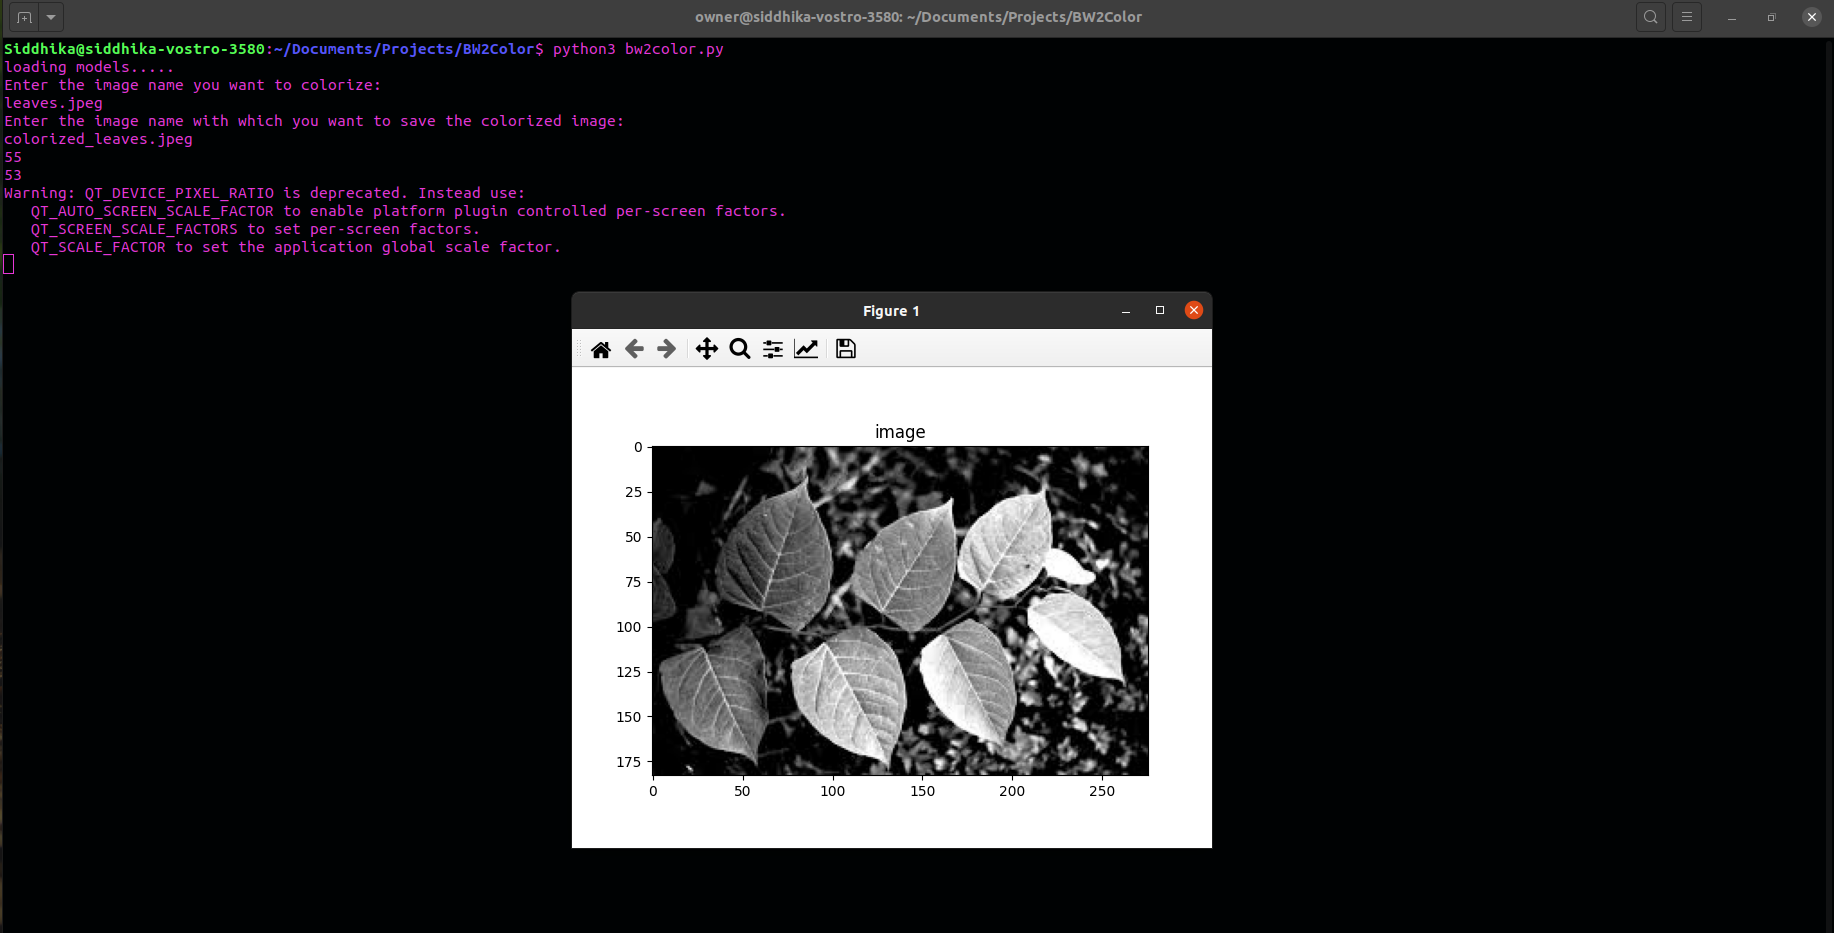 owner@siddhika-vostro-3580: ~/Documents/Projects/BW2Color
Siddhika@siddhika-vostro-3580:~/Documents/Projects/BW2Color$ python3 bw2color.py
loading models.....
Enter the image name you want to colorize:
leaves.jpeg
Enter the image name with which you want to save the colorized image:
colorized_leaves.jpeg
55
53
Warning: QT_DEVICE_PIXEL_RATIO is deprecated. Instead use:
   QT_AUTO_SCREEN_SCALE_FACTOR to enable platform plugin controlled per-screen factors.
   QT_SCREEN_SCALE_FACTORS to set per-screen factors.
   QT_SCALE_FACTOR to set the application global scale factor.
Figure 1
image
0
25
50
75
100
125
150
175
0 50 100 150 200 250